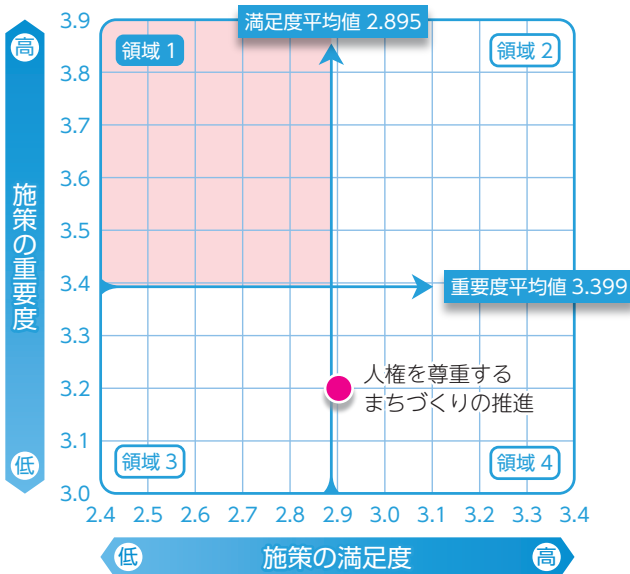 高
施策の重要度
低
3.9
3.8
3.7
3.6
3.5
3.4
3.3
3.2
3.1
3.0
満足度平均値 2.895
領域 1
領域 2
重要度平均値 3.399
人権を尊重する
まちづくりの推進
領域 3
領域 4
2.4 2.5 2.6 2.7 2.8 2.9 3.0 3.1 3.2 3.3 3.4
低 施策の満足度 高